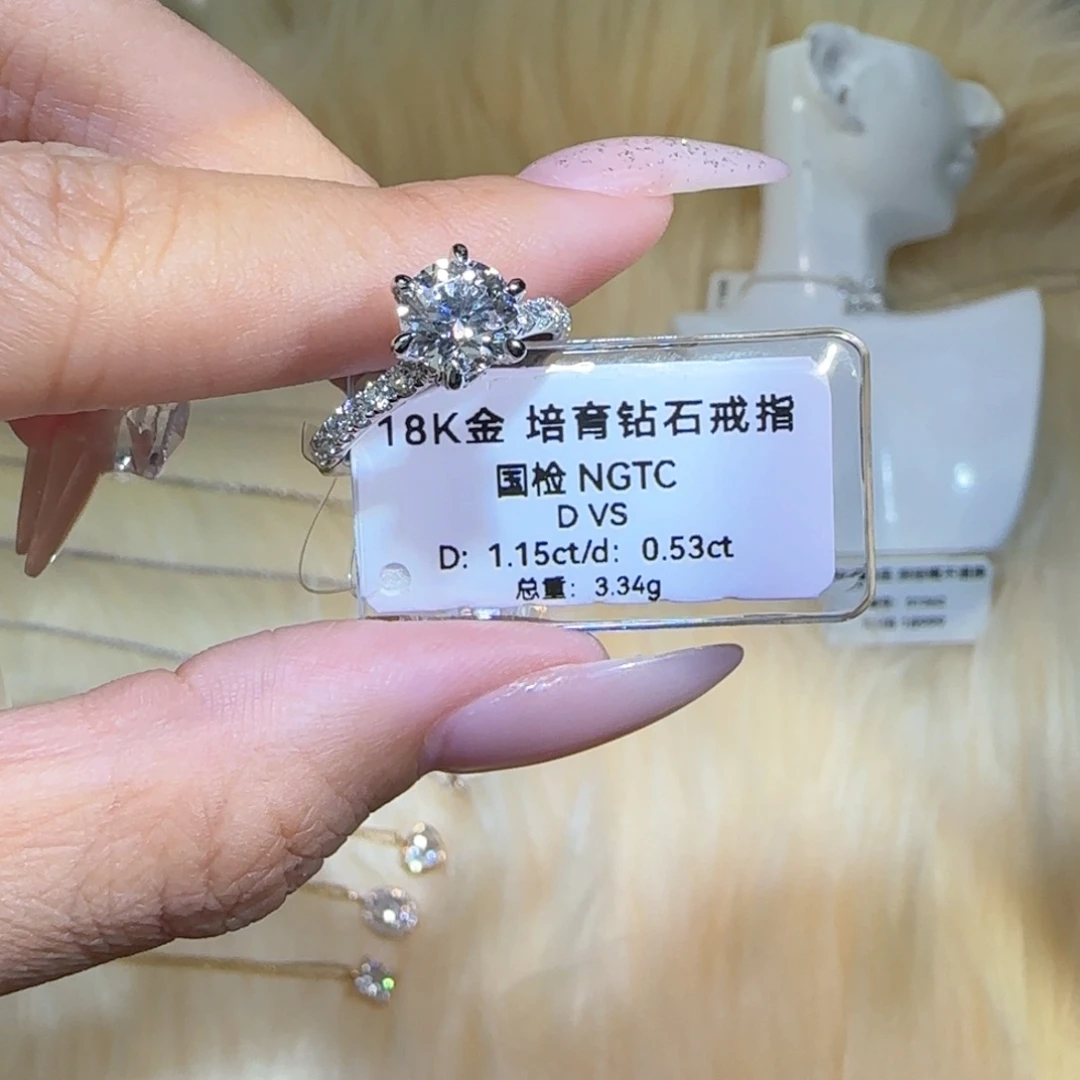 18K金 培育钻石戒指
国检 NGTC
D VS
D: 1.15ct/d: 0.53ct
总重: 3.34g